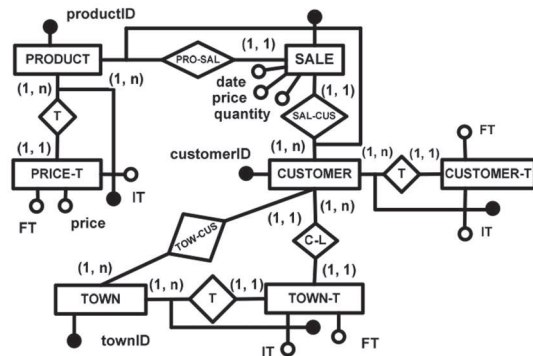 productID
PRODUCT
(1, n)
PRO-SAL
(1, 1)
SALE
(1, n)
date
price
quantity
(1, 1)
SAL-CUS
T
(1, 1)
PRICE-T
IT
FT
price
customerID
(1, n)
CUSTOMER
(1, n)
T
(1, 1)
FT
CUSTOMER-T
IT
TOW-CUS
(1, 1)
(1, n)
C-L
(1, n)
(1, 1)
TOWN
(1, n)
T
(1, 1)
TOWN-T
townID
IT
FT